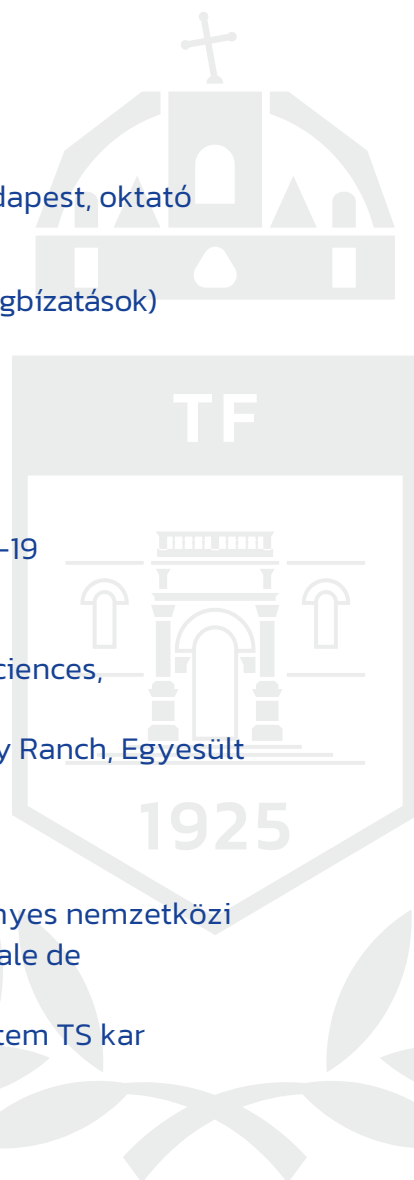 dapest, oktató
gbízatások)
TF
-19
ciences,
y Ranch, Egyesült
1925
nyes nemzetközi
ale de
tem TS kar